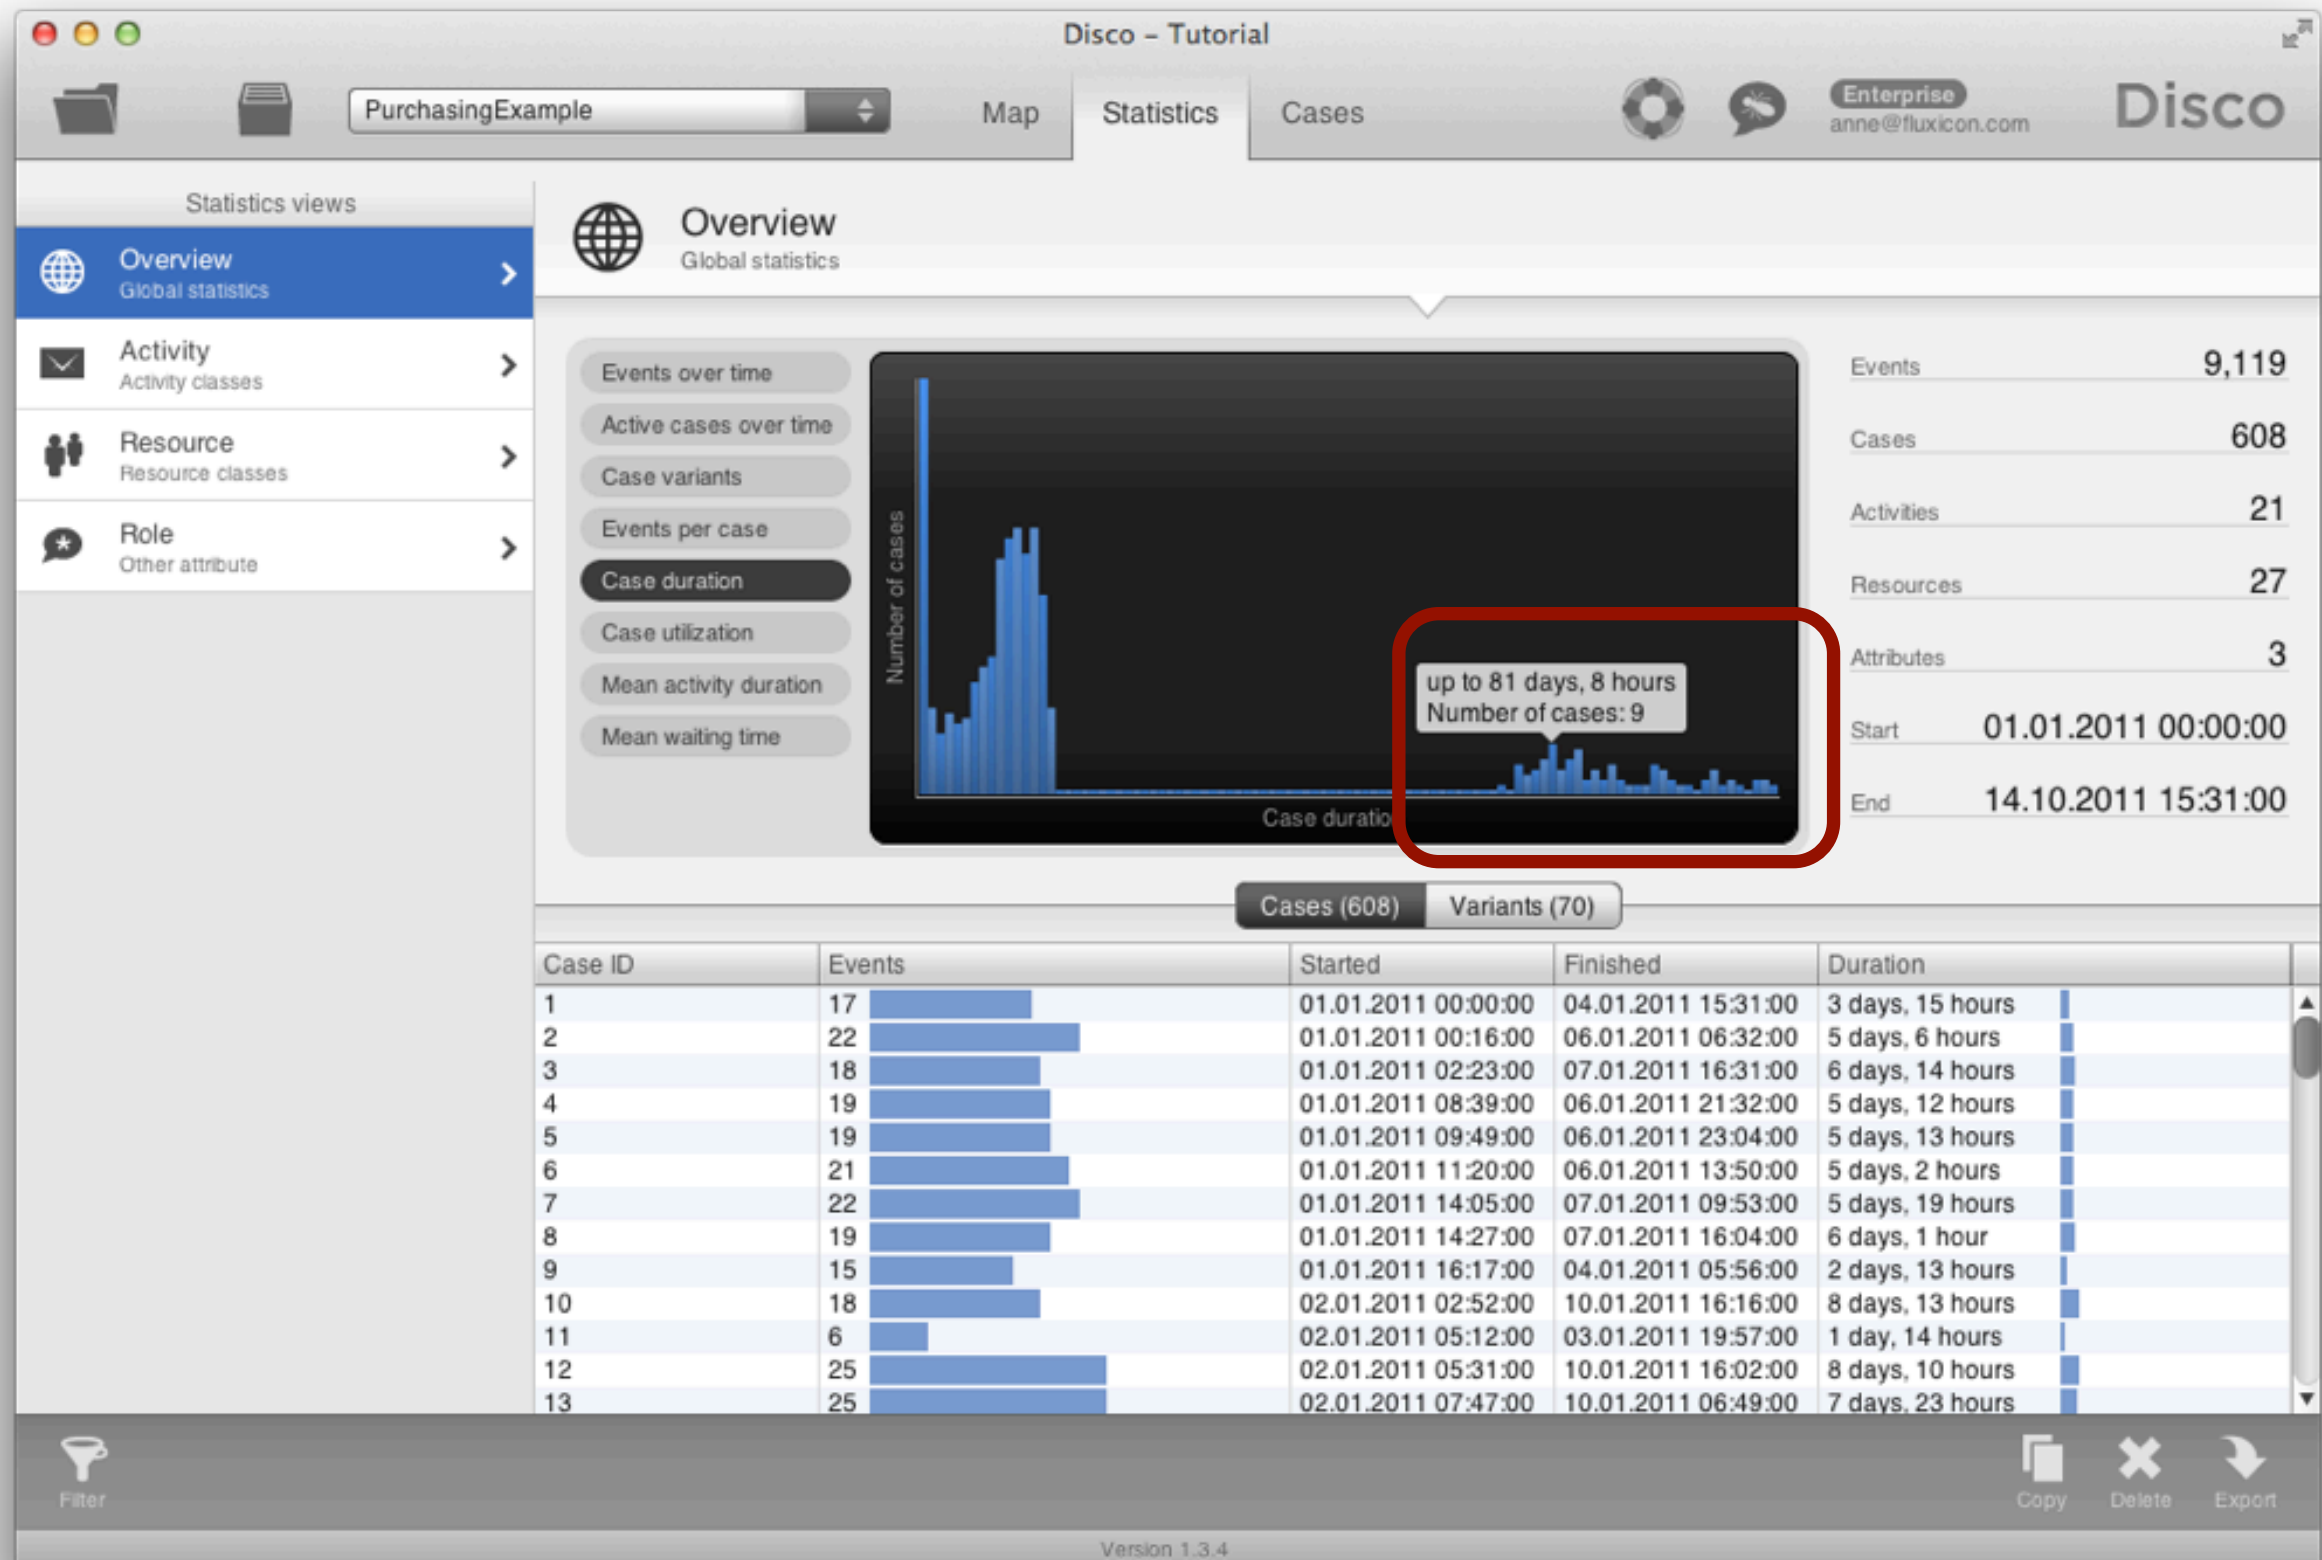 Disco – Tutorial
PurchasingExample
Map
Statistics
Cases
Enterprise
anne@fluxicon.com
Disco
Statistics views
Overview
Global statistics
Activity
Activity classes
Resource
Resource classes
Role
Other attribute
Overview
Global statistics
Events over time
Active cases over time
Case variants
Events per case
Case duration
Case utilization
Mean activity duration
Mean waiting time
Number of cases
up to 81 days, 8 hours
Number of cases: 9
Case duratio
Events 9,119
Cases 608
Activities 21
Resources 27
Attributes 3
Start 01.01.2011 00:00:00
End 14.10.2011 15:31:00
Cases (608) Variants (70)
Case ID Events Started Finished Duration
1 17 01.01.2011 00:00:00 04.01.2011 15:31:00 3 days, 15 hours
2 22 01.01.2011 00:16:00 06.01.2011 06:32:00 5 days, 6 hours
3 18 01.01.2011 02:23:00 07.01.2011 16:31:00 6 days, 14 hours
4 19 01.01.2011 08:39:00 06.01.2011 21:32:00 5 days, 12 hours
5 19 01.01.2011 09:49:00 06.01.2011 23:04:00 5 days, 13 hours
6 21 01.01.2011 11:20:00 06.01.2011 13:50:00 5 days, 2 hours
7 22 01.01.2011 14:05:00 07.01.2011 09:53:00 5 days, 19 hours
8 19 01.01.2011 14:27:00 07.01.2011 16:04:00 6 days, 1 hour
9 15 01.01.2011 16:17:00 04.01.2011 05:56:00 2 days, 13 hours
10 18 02.01.2011 02:52:00 10.01.2011 16:16:00 8 days, 13 hours
11 6 02.01.2011 05:12:00 03.01.2011 19:57:00 1 day, 14 hours
12 25 02.01.2011 05:31:00 10.01.2011 16:02:00 8 days, 10 hours
13 25 02.01.2011 07:47:00 10.01.2011 06:49:00 7 days, 23 hours
Filter
Copy
Delete
Export
Version 1.3.4